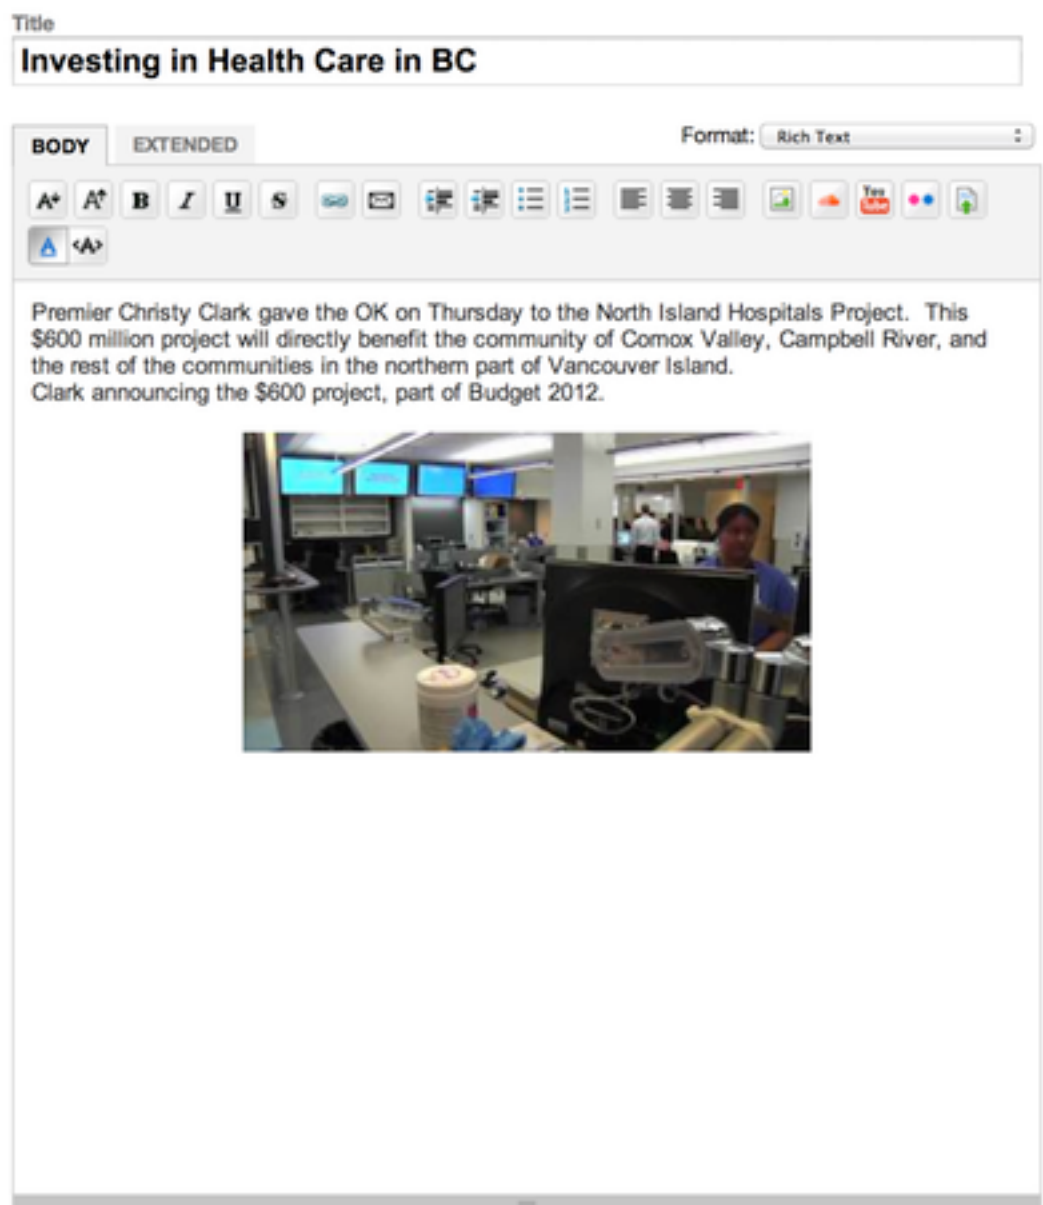 Title
Investing in Health Care in BC
BODY EXTENDED Format: Rich Text
A+ A B I U S You Tube
A <A>
Premier Christy Clark gave the OK on Thursday to the North Island Hospitals Project. This
$600 million project will directly benefit the community of Comox Valley, Campbell River, and
the rest of the communities in the northern part of Vancouver Island.
Clark announcing the $600 project, part of Budget 2012.